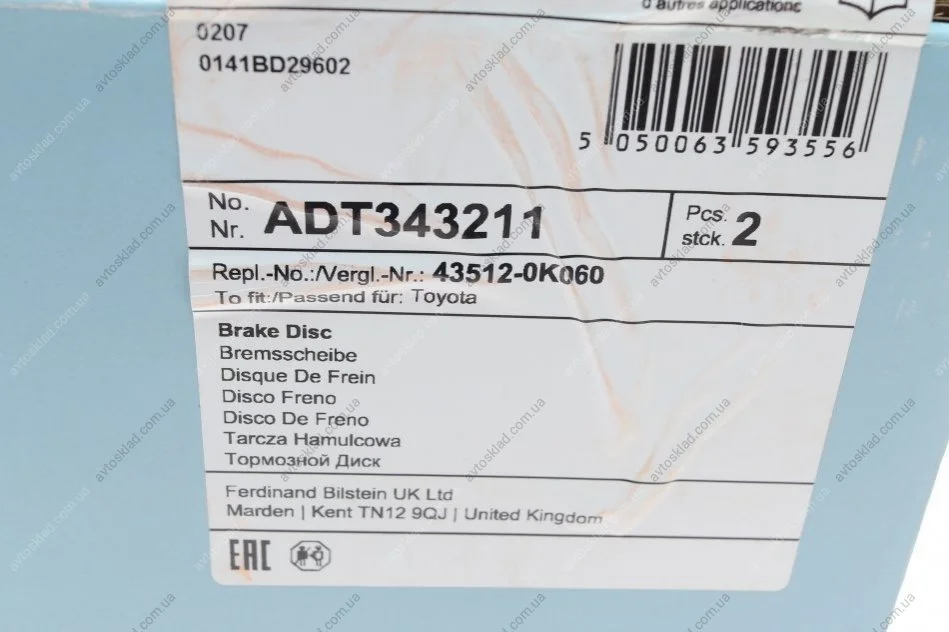 d'autres applications
0207
0141BD29602
5 050063 593556
No.
Nr. ADT343211
Pcs.
stck. 2
Repl.-No.:/Vergl.-Nr.: 43512-0K060
To fit:/Passend für: Toyota
Brake Disc
Bremsscheibe
Disque De Frein
Disco Freno
Disco De Freno
Tarcza Hamulcowa
Тормозной Диск
Ferdinand Bilstein UK Ltd
Marden | Kent TN12 9QJ | United Kingdom
EAC
avtosklad.com.ua